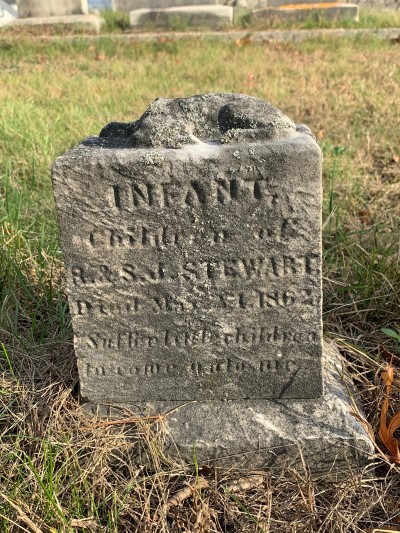 INFANT,
Children of
R. & S. J. STEWART.
Died May 1862
Suffer little children
to come unto me.